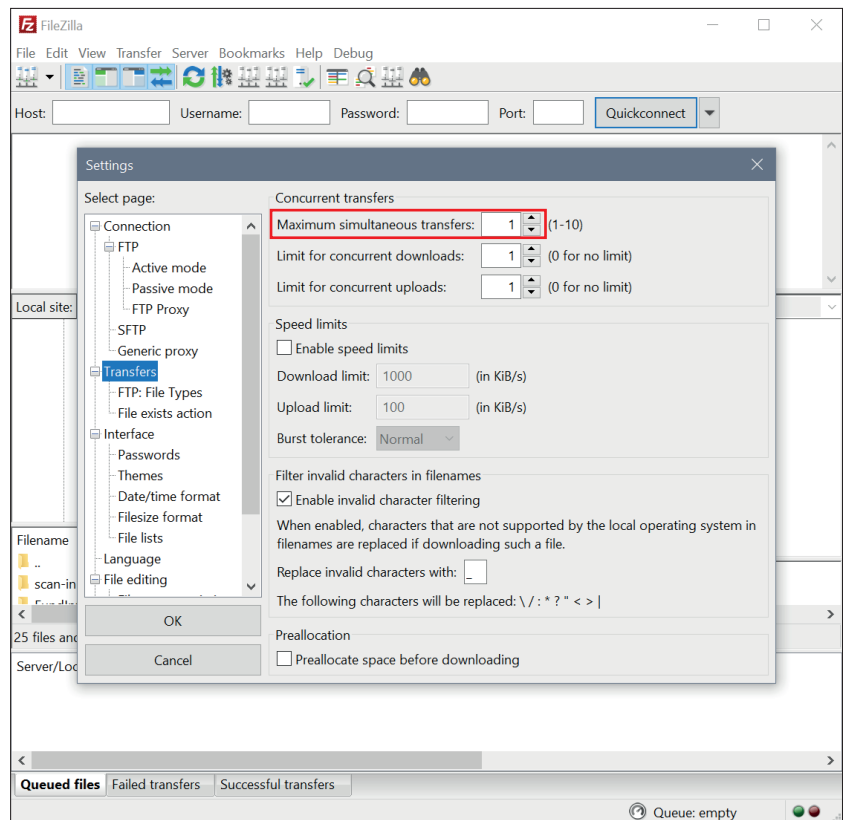 FileZilla
File Edit View Transfer Server Bookmarks Help Debug
Host: Username: Password: Port: Quickconnect
Settings
Select page:
Connection
FTP
Active mode
Passive mode
FTP Proxy
SFTP
Generic proxy
Transfers
FTP: File Types
File exists action
Interface
Passwords
Themes
Date/time format
Filesize format
File lists
Language
File editing
OK
Cancel
Concurrent transfers
Maximum simultaneous transfers: 1 (1-10)
Limit for concurrent downloads: 1 (0 for no limit)
Limit for concurrent uploads: 1 (0 for no limit)
Speed limits
Enable speed limits
Download limit: 1000 (in KiB/s)
Upload limit: 100 (in KiB/s)
Burst tolerance: Normal
Filter invalid characters in filenames
Enable invalid character filtering
When enabled, characters that are not supported by the local operating system in
filenames are replaced if downloading such a file.
Replace invalid characters with: _
The following characters will be replaced: \ / : * ? " < > |
Preallocation
Preallocate space before downloading
Local site:
Filename
..
scan-in
25 files and
Server/Loc
Queued files Failed transfers Successful transfers
Queue: empty